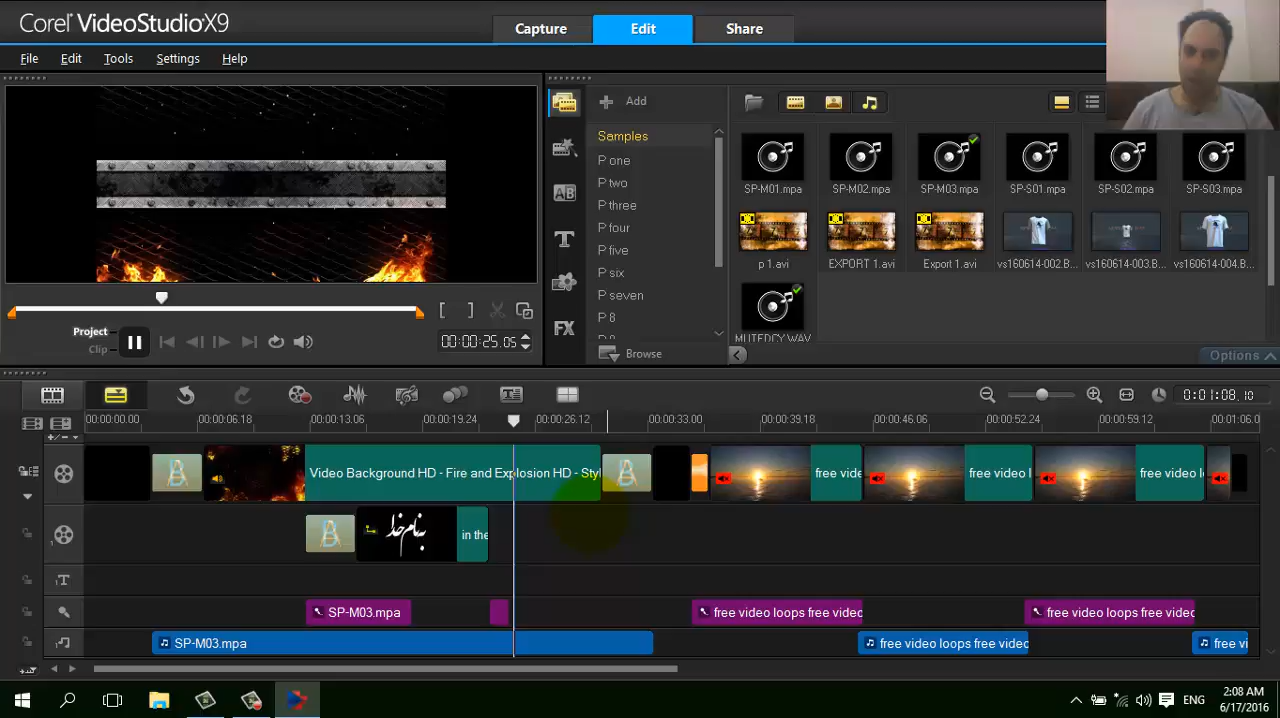 Corel VideoStudio X9
Capture
Edit
Share
File
Edit
Tools
Settings
Help
Add
Samples
P one
P two
P three
P four
P five
P six
P seven
P 8
SP-M01.mpa
SP-M02.mpa
SP-M03.mpa
SP-S01.mpa
SP-S02.mpa
SP-S03.mpa
p 1.avi
EXPORT 1.avi
Export 1.avi
vs160614-002.B...
vs160614-003.B...
vs160614-004.B...
MUTEDCY.WAV
Browse
Options
Project
Clip
00:00:25.05
0:01:08.10
00:00:00.00
00:00:06.18
00:00:13.06
00:00:19.24
00:00:26.12
00:00:33.00
00:00:39.18
00:00:46.06
00:00:52.24
00:00:59.12
00:01:06.0
Video Background HD - Fire and Explosion HD - Styl
free vide
free video l
free video l
به نام خدا
in the
SP-M03.mpa
free video loops free video
free video loops free video
SP-M03.mpa
free video loops free video
free vi
ENG
2:08 AM
6/17/2016